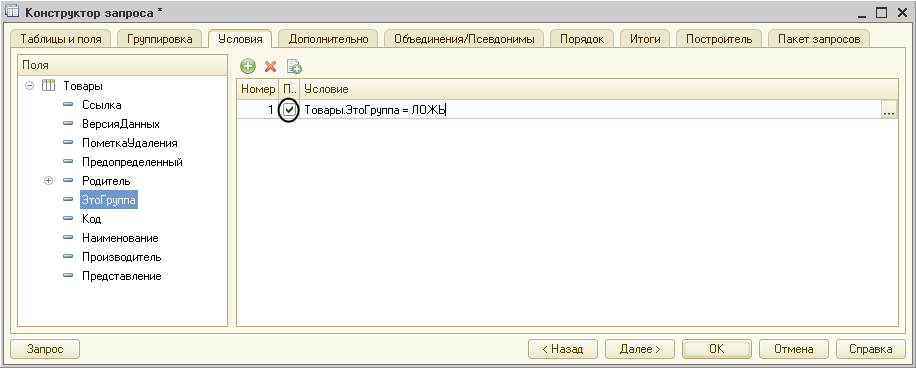 Конструктор запроса *
Таблицы и поля Группировка Условия Дополнительно Объединения/Псевдонимы Порядок Итоги Построитель Пакет запросов
Поля
Товары
Ссылка
ВерсияДанных
ПометкаУдаления
Предопределенный
Родитель
ЭтоГруппа
Код
Наименование
Производитель
Представление
Номер П.. Условие
1 Товары.ЭтоГруппа = ЛОЖЬ ...
Запрос < Назад Далее > ОК Отмена Справка